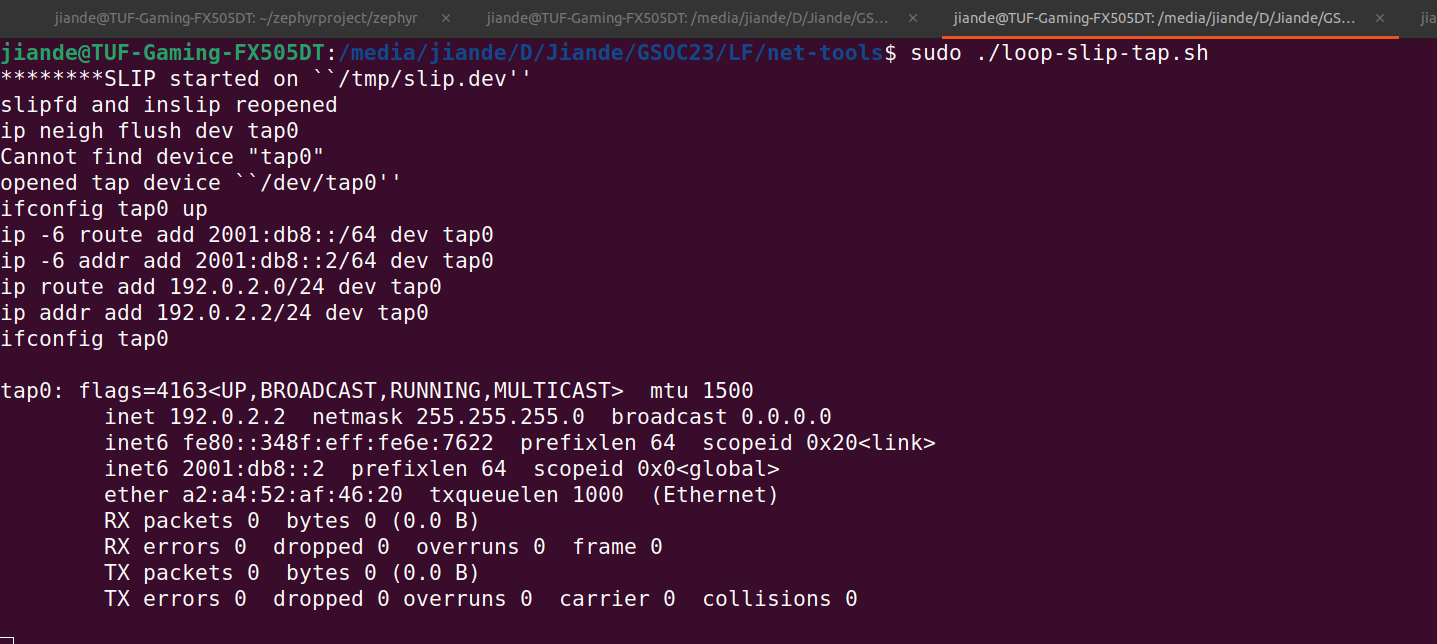 jiande@TUF-Gaming-FX505DT: ~/zephyrproject/zephyr × jiande@TUF-Gaming-FX505DT: /media/jiande/D/Jiande/GS... × jiande@TUF-Gaming-FX505DT: /media/jiande/D/Jiande/GS... × jia
jiande@TUF-Gaming-FX505DT:/media/jiande/D/Jiande/GSOC23/LF/net-tools$ sudo ./loop-slip-tap.sh
********SLIP started on ``/tmp/slip.dev''
slipfd and inslip reopened
ip neigh flush dev tap0
Cannot find device "tap0"
opened tap device ``/dev/tap0''
ifconfig tap0 up
ip -6 route add 2001:db8::/64 dev tap0
ip -6 addr add 2001:db8::2/64 dev tap0
ip route add 192.0.2.0/24 dev tap0
ip addr add 192.0.2.2/24 dev tap0
ifconfig tap0
tap0: flags=4163<UP,BROADCAST,RUNNING,MULTICAST>  mtu 1500
        inet 192.0.2.2  netmask 255.255.255.0  broadcast 0.0.0.0
        inet6 fe80::348f:eff:fe6e:7622  prefixlen 64  scopeid 0x20<link>
        inet6 2001:db8::2  prefixlen 64  scopeid 0x0<global>
        ether a2:a4:52:af:46:20  txqueuelen 1000  (Ethernet)
        RX packets 0  bytes 0 (0.0 B)
        RX errors 0  dropped 0  overruns 0  frame 0
        TX packets 0  bytes 0 (0.0 B)
        TX errors 0  dropped 0 overruns 0  carrier 0  collisions 0